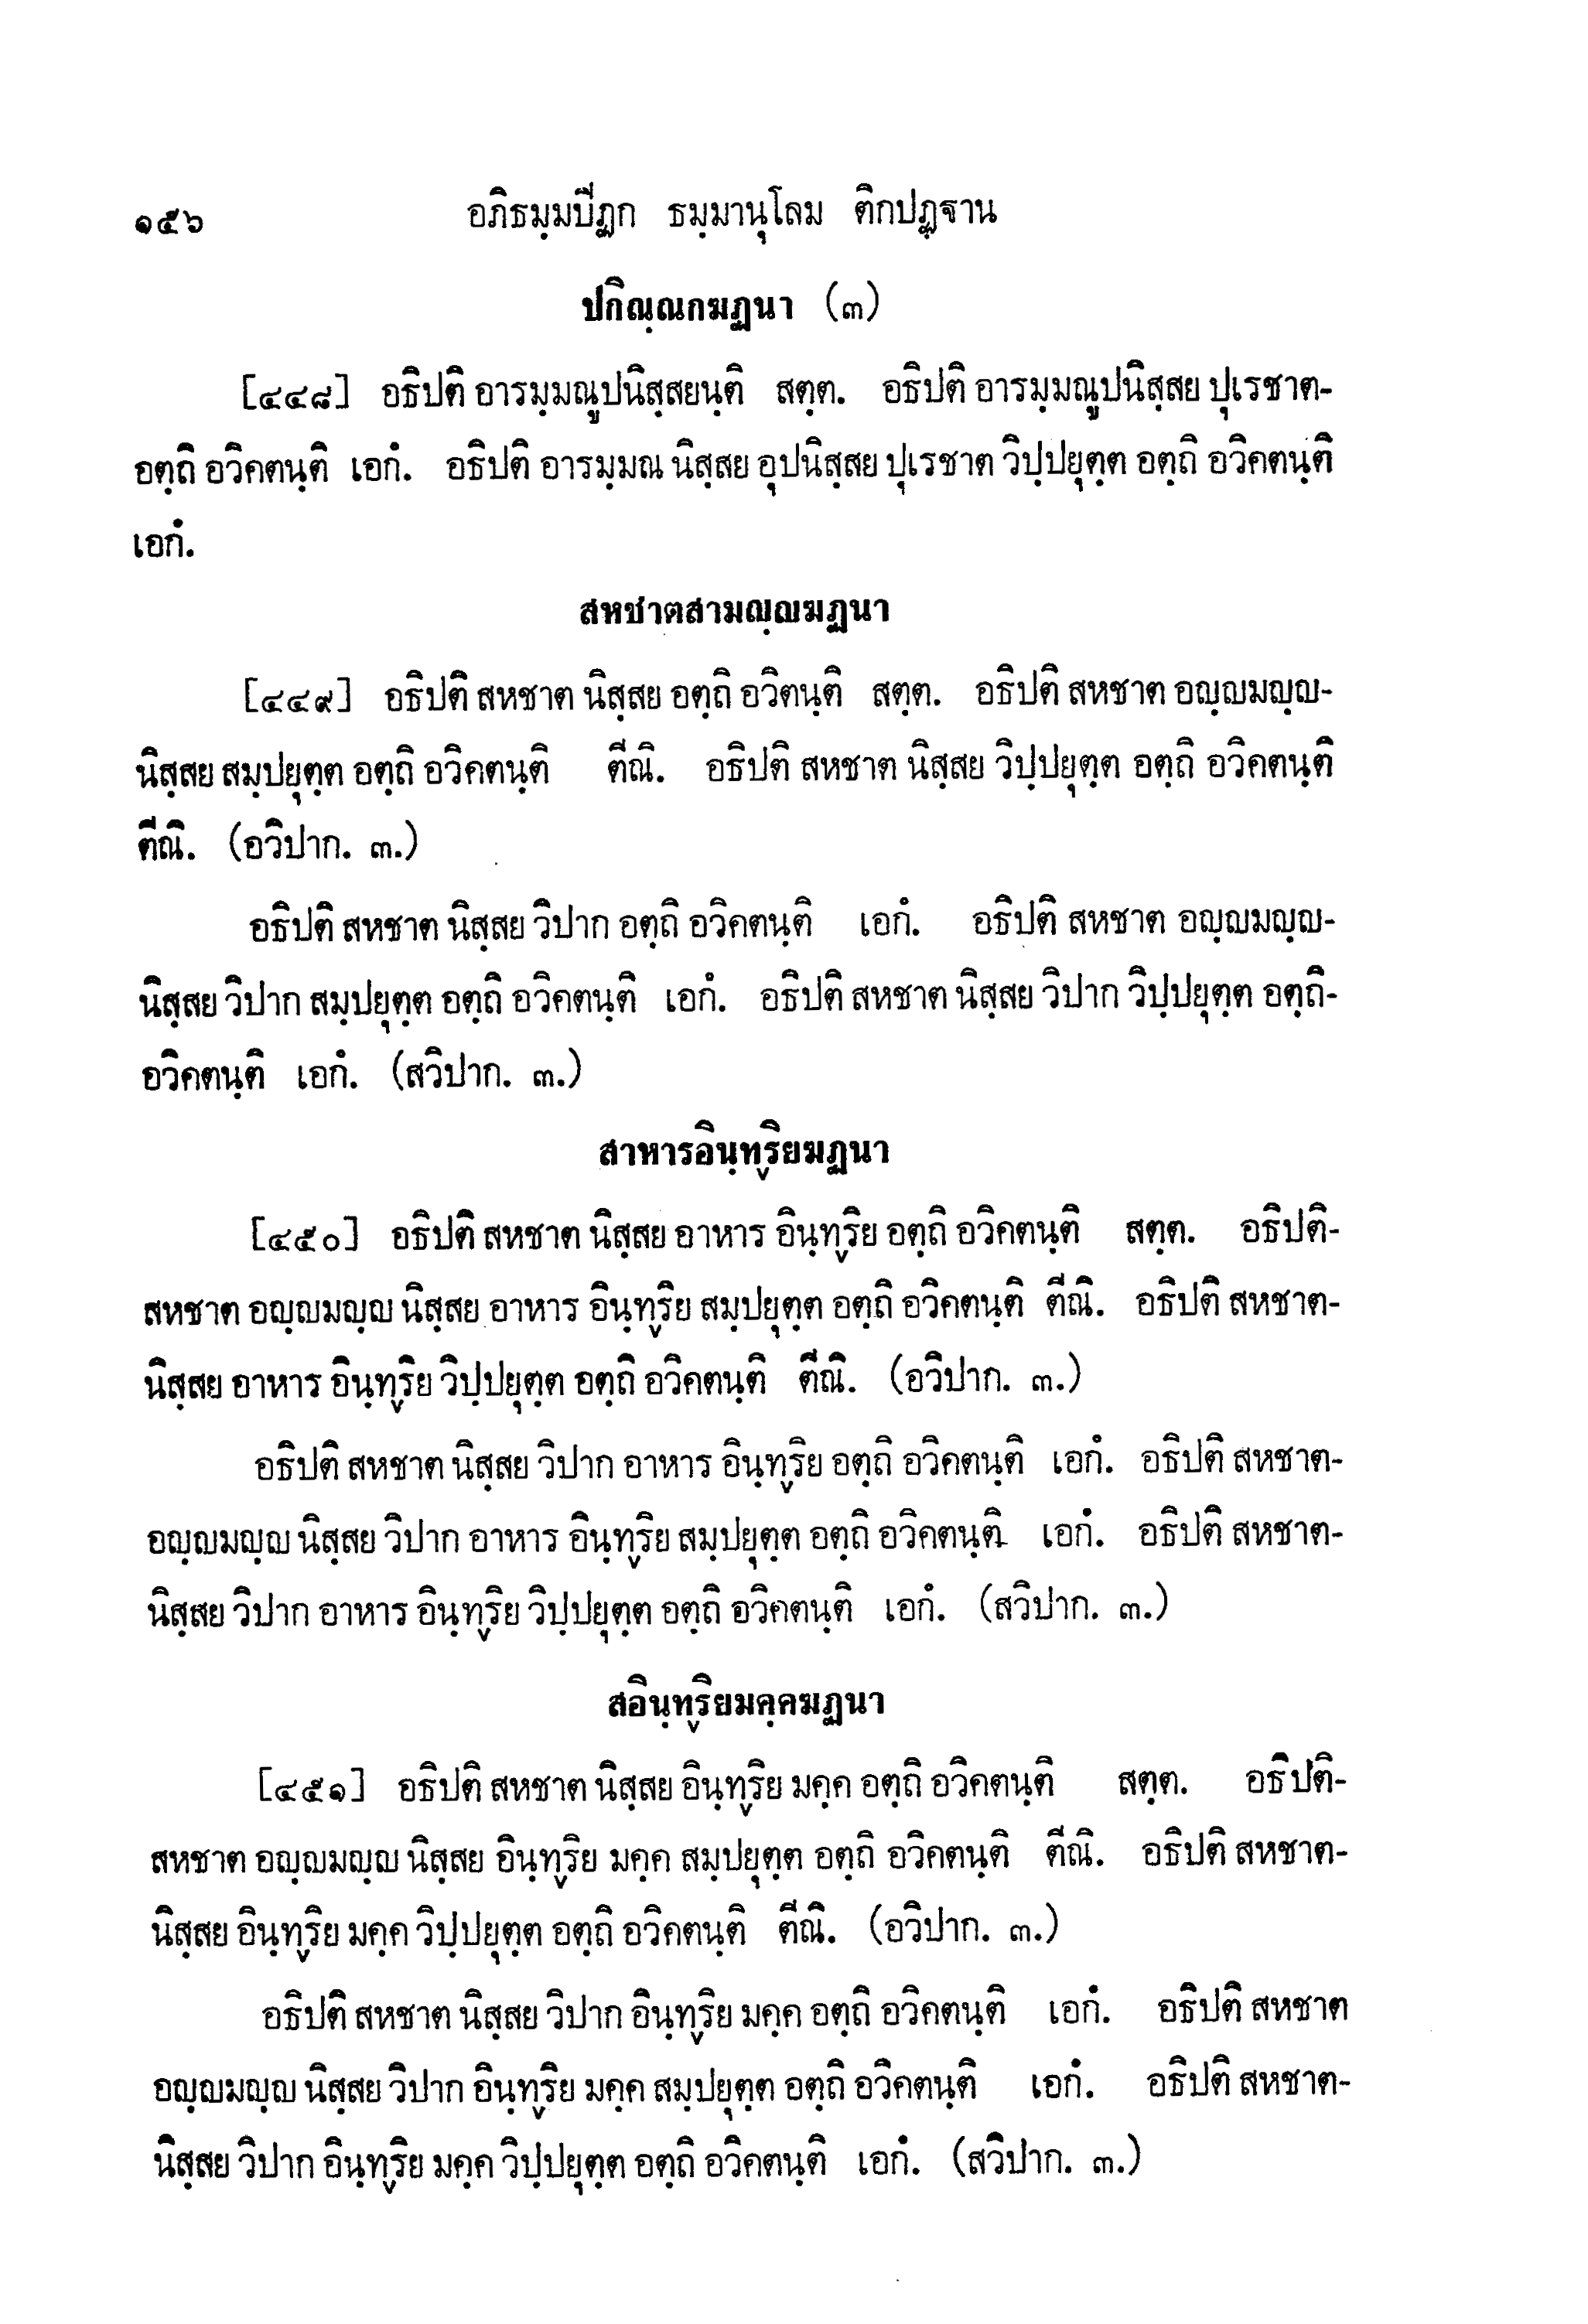 ๑๕๖ อภิธมฺมปีฏก ธมฺมานุโลม ติกปฏฺฐาน
ปกิณฺณกฆฏนา (๓)
[๔๔๘] อธิปติ อารมฺมณูปนิสฺสยนฺติ สตฺต. อธิปติ อารมฺมณูปนิสฺสย ปุเรชาต-
อตฺถิ อวิคตนฺติ เอกํ. อธิปติ อารมฺมณ นิสฺสย อุปนิสฺสย ปุเรชาต วิปฺปยุตฺต อตฺถิ อวิคตนฺติ
เอกํ.
สหชาตสามญฺญฆฏนา
[๔๔๙] อธิปติ สหชาต นิสฺสย อตฺถิ อวิตนฺติ สตฺต. อธิปติ สหชาต อญฺญมญฺญ-
นิสฺสย สมฺปยุตฺต อตฺถิ อวิคตนฺติ ตีณิ. อธิปติ สหชาต นิสฺสย วิปฺปยุตฺต อตฺถิ อวิคตนฺติ
ตีณิ. (อวิปาก. ๓.)
อธิปติ สหชาต นิสฺสย วิปาก อตฺถิ อวิคตนฺติ เอกํ. อธิปติ สหชาต อญฺญมญฺญ-
นิสฺสย วิปาก สมฺปยุตฺต อตฺถิ อวิคตนฺติ เอกํ. อธิปติ สหชาต นิสฺสย วิปาก วิปฺปยุตฺต อตฺถิ-
อวิคตนฺติ เอกํ. (สวิปาก. ๓.)
สาหารอินฺทฺริยฆฏนา
[๔๕๐] อธิปติ สหชาต นิสฺสย อาหาร อินฺทฺริย อตฺถิ อวิคตนฺติ สตฺต. อธิปติ-
สหชาต อญฺญมญฺญ นิสฺสย อาหาร อินฺทฺริย สมฺปยุตฺต อตฺถิ อวิคตนฺติ ตีณิ. อธิปติ สหชาต-
นิสฺสย อาหาร อินฺทฺริย วิปฺปยุตฺต อตฺถิ อวิคตนฺติ ตีณิ. (อวิปาก. ๓.)
อธิปติ สหชาต นิสฺสย วิปาก อาหาร อินฺทฺริย อตฺถิ อวิคตนฺติ เอกํ. อธิปติ สหชาต-
อญฺญมญฺญ นิสฺสย วิปาก อาหาร อินฺทฺริย สมฺปยุตฺต อตฺถิ อวิคตนฺติ เอกํ. อธิปติ สหชาต-
นิสฺสย วิปาก อาหาร อินฺทฺริย วิปฺปยุตฺต อตฺถิ อวิคตนฺติ เอกํ. (สวิปาก. ๓.)
สอินฺทฺริยมคฺคฆฏนา
[๔๕๑] อธิปติ สหชาต นิสฺสย อินฺทฺริย มคฺค อตฺถิ อวิคตนฺติ สตฺต. อธิปติ-
สหชาต อญฺญมญฺญ นิสฺสย อินฺทฺริย มคฺค สมฺปยุตฺต อตฺถิ อวิคตนฺติ ตีณิ. อธิปติ สหชาต-
นิสฺสย อินฺทฺริย มคฺค วิปฺปยุตฺต อตฺถิ อวิคตนฺติ ตีณิ. (อวิปาก. ๓.)
อธิปติ สหชาต นิสฺสย วิปาก อินฺทฺริย มคฺค อตฺถิ อวิคตนฺติ เอกํ. อธิปติ สหชาต
อญฺญมญฺญ นิสฺสย วิปาก อินฺทฺริย มคฺค สมฺปยุตฺต อตฺถิ อวิคตนฺติ เอกํ. อธิปติ สหชาต-
นิสฺสย วิปาก อินฺทฺริย มคฺค วิปฺปยุตฺต อตฺถิ อวิคตนฺติ เอกํ. (สวิปาก. ๓.)